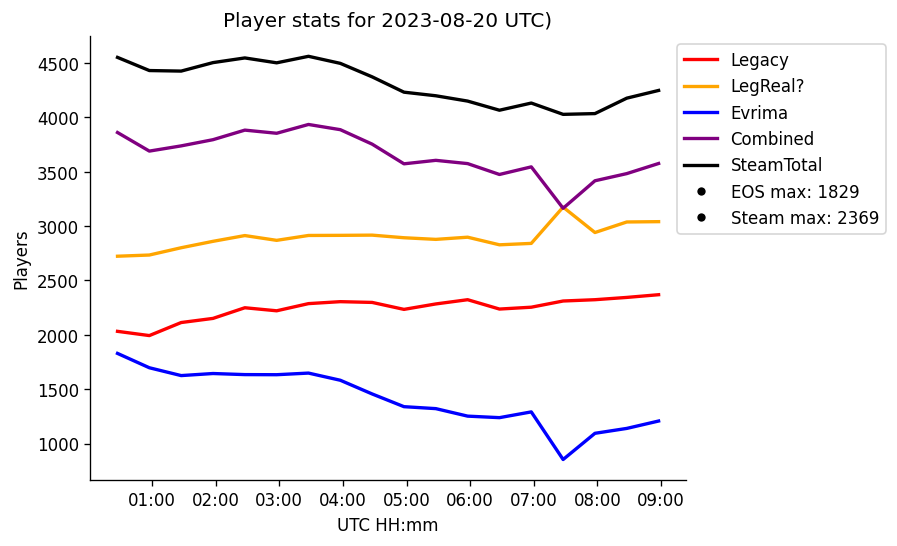 Player stats for 2023-08-20 UTC)
Players
4500
4000
3500
3000
2500
2000
1500
1000
01:00 02:00 03:00 04:00 05:00 06:00 07:00 08:00 09:00
UTC HH:mm
Legacy
LegReal?
Evrima
Combined
SteamTotal
EOS max: 1829
Steam max: 2369